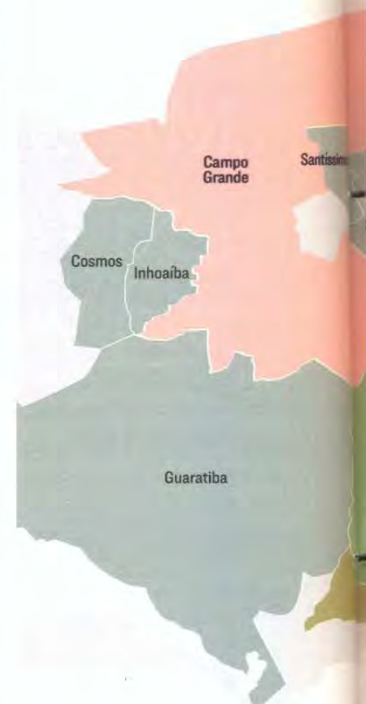 Campo
Grande
Santíssim
Cosmos
Inhoaíba
Guaratiba